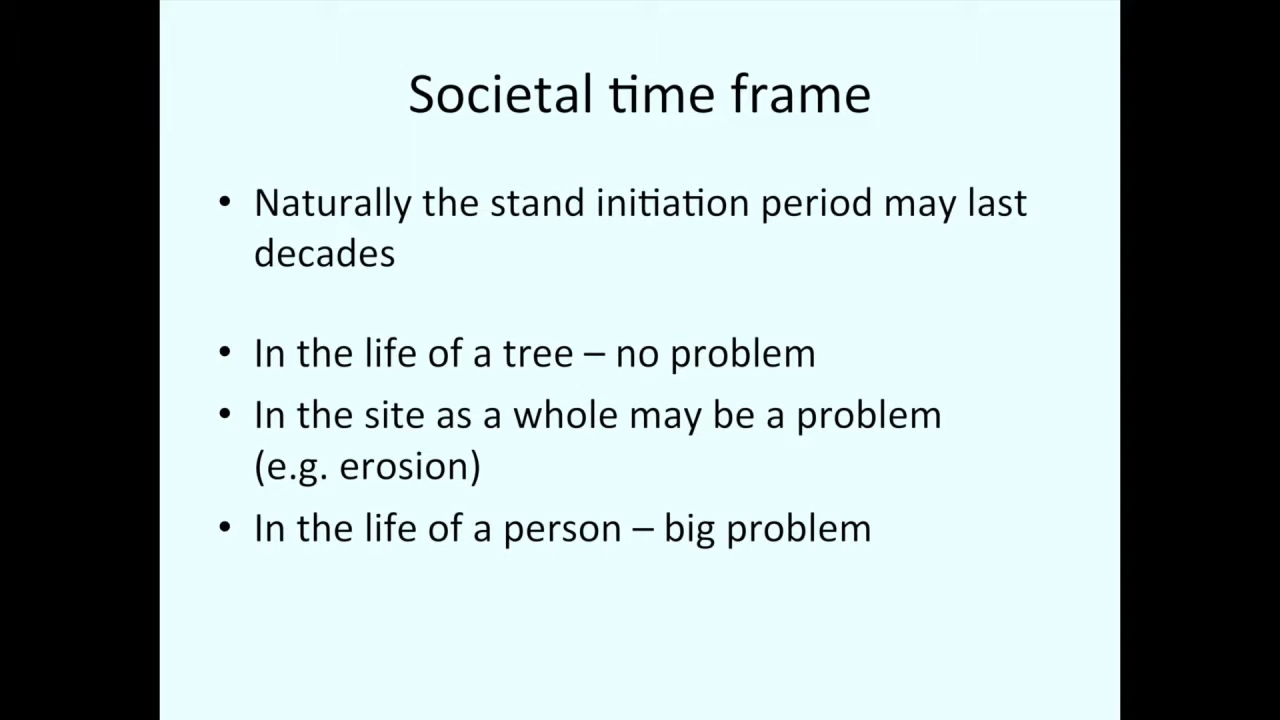 Societal time frame
• Naturally the stand initiation period may last
decades
• In the life of a tree – no problem
• In the site as a whole may be a problem
(e.g. erosion)
• In the life of a person – big problem